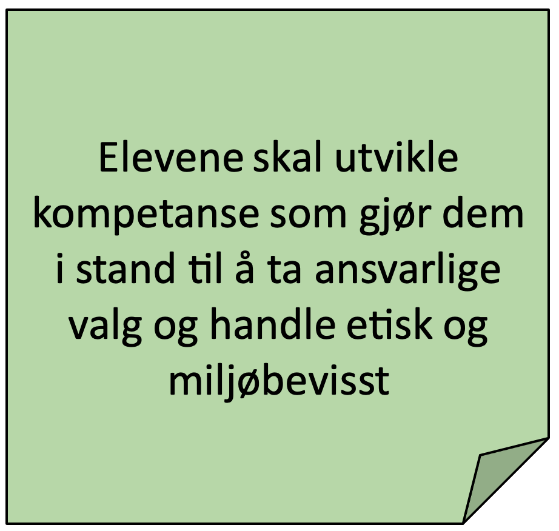 Elevene skal utvikle
kompetanse som gjør dem
i stand til å ta ansvarlige
valg og handle etisk og
miljøbevisst